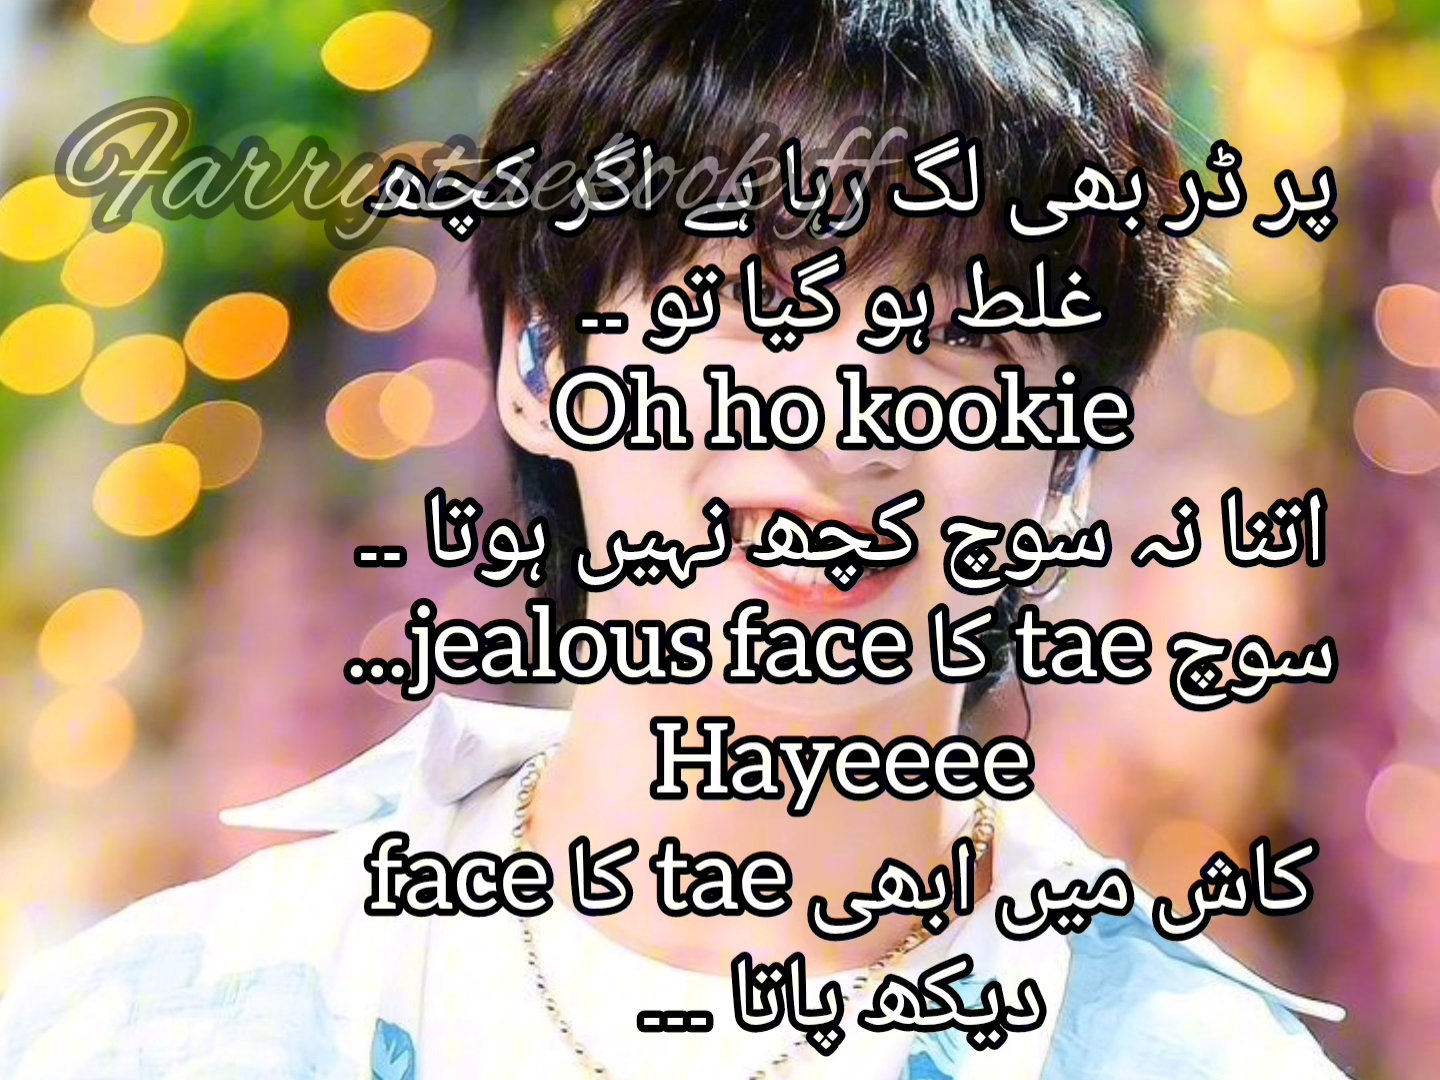 Farrytaekookff
پر ڈر بھی لگ رہا ہے اگر کچھ
غلط ہو گیا تو --
Oh ho kookie
اتنا نہ سوچ کچھ نہیں ہوتا --
سوچ tae کا jealous face...
Hayeeee
کاش میں ابھی tae کا face
دیکھ پاتا ---